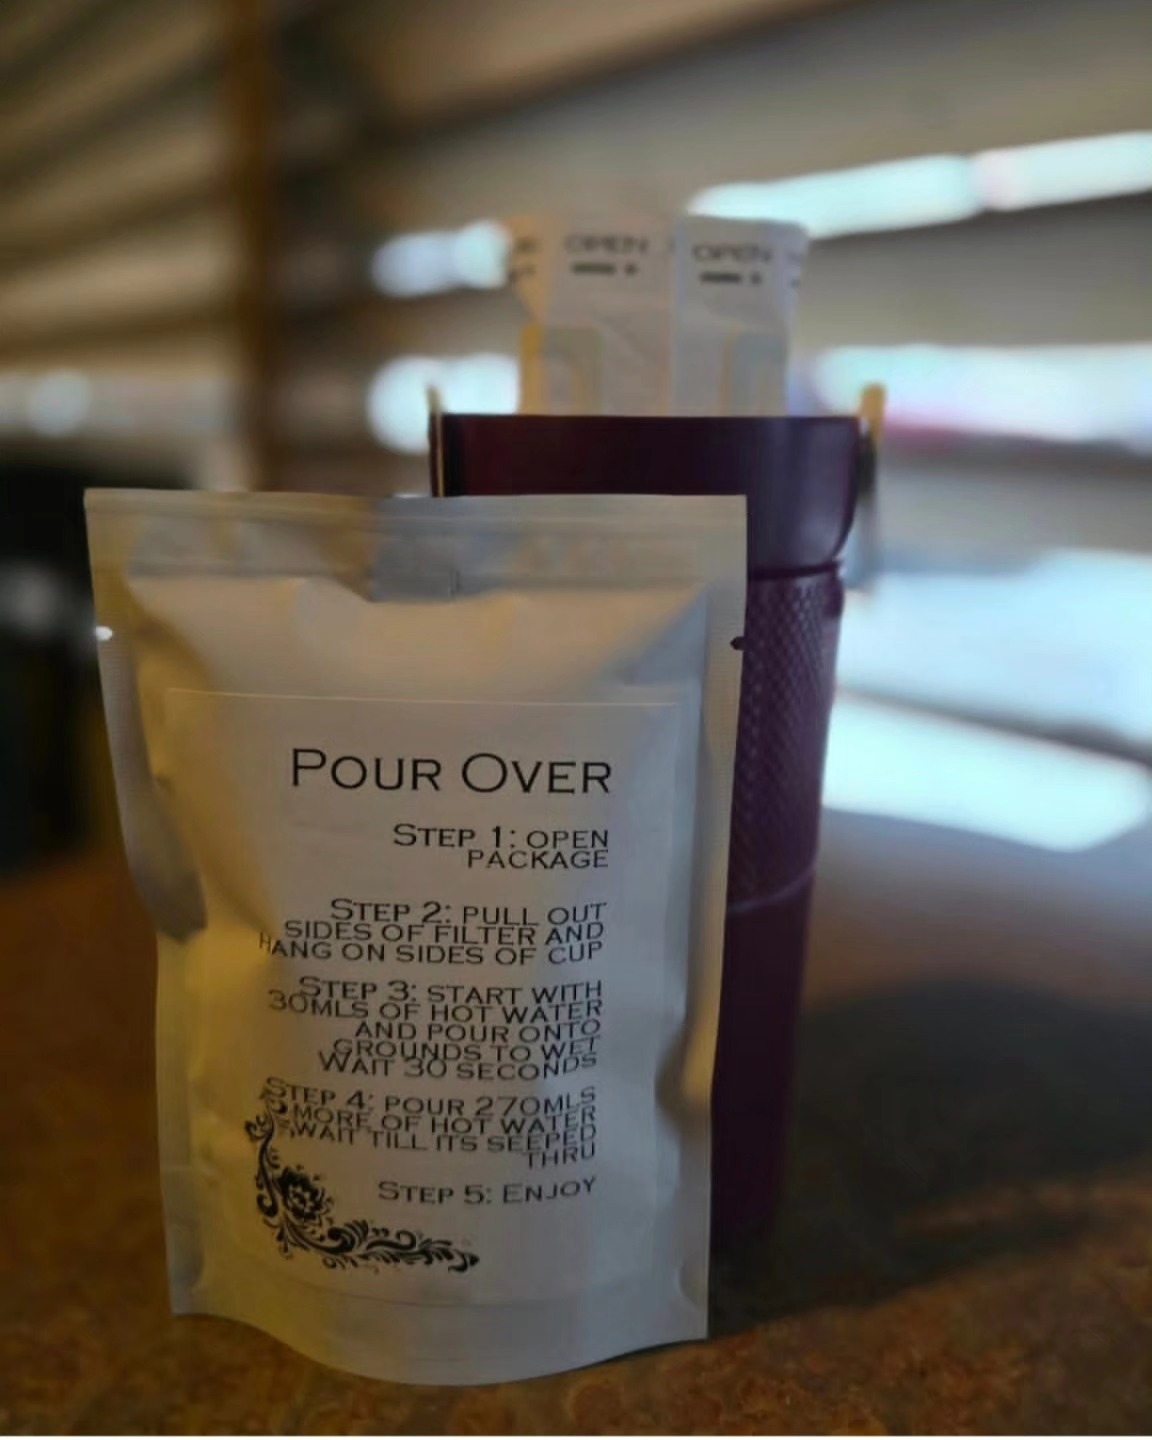 OPEN
OPEN
POUR OVER
STEP 1: OPEN
PACKAGE
STEP 2: PULL OUT
SIDES OF FILTER AND
HANG ON SIDES OF CUP
STEP 3: START WITH
30MLS OF HOT WATER
AND POUR ONTO
GROUNDS TO WET
WAIT 30 SECONDS
STEP 4: POUR 270MLS
MORE OF HOT WATER
WAIT TILL ITS SEEPED
THRU
STEP 5: ENJOY